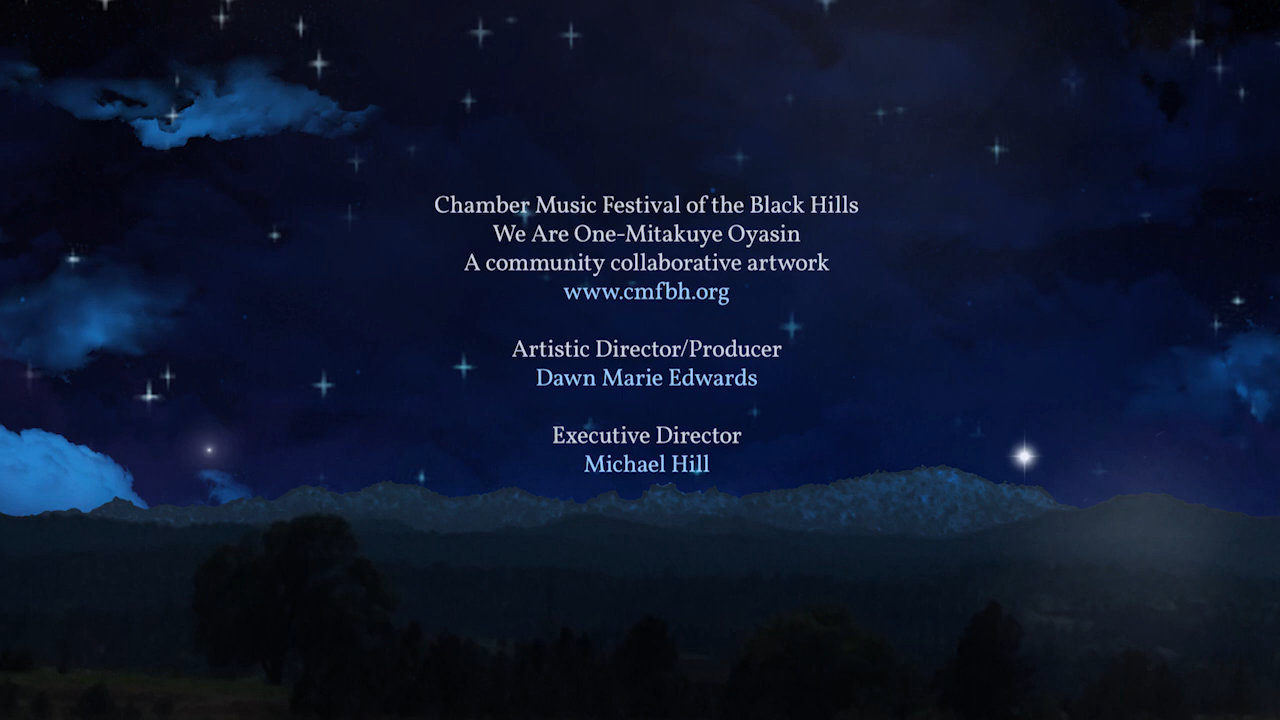 Chamber Music Festival of the Black Hills
We Are One-Mitakuye Oyasin
A community collaborative artwork
www.cmfbh.org
Artistic Director/Producer
Dawn Marie Edwards
Executive Director
Michael Hill